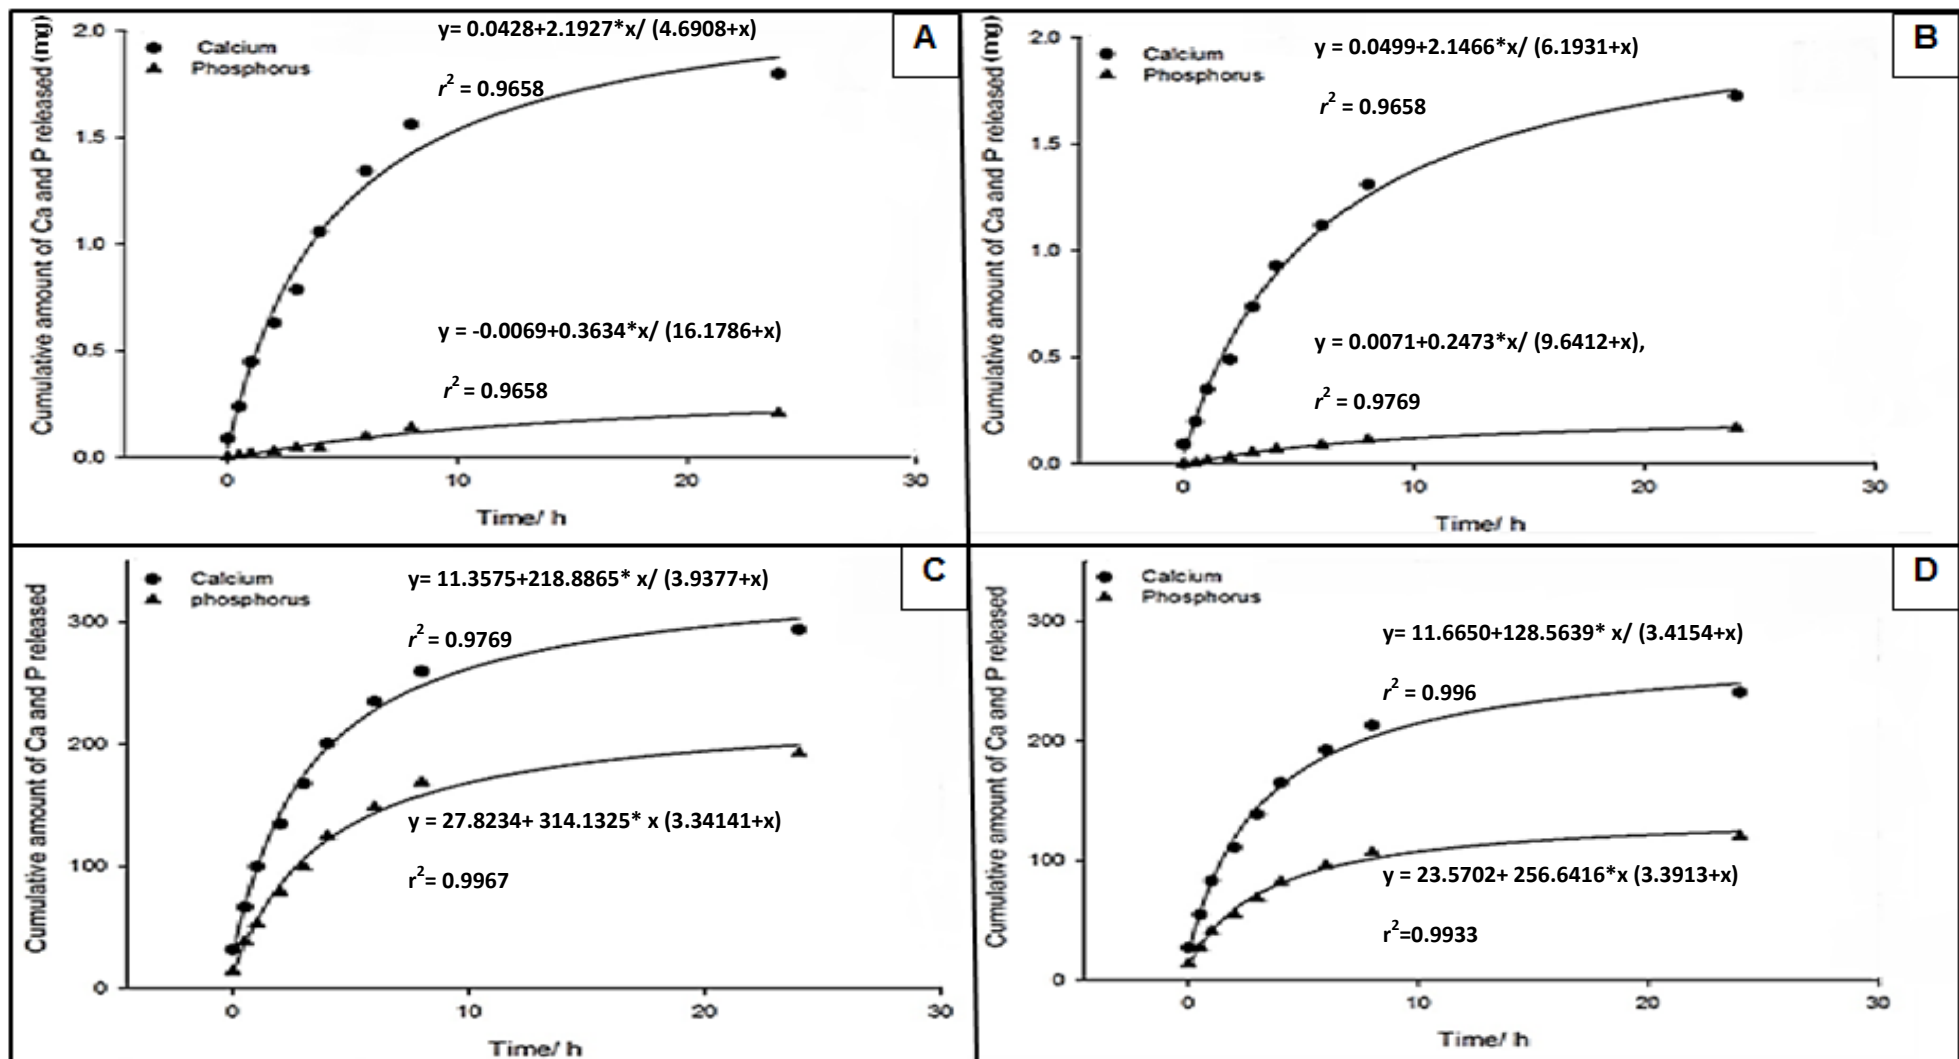 A
y= 0.0428+2.1927*x/ (4.6908+x)
r² = 0.9658
Calcium
Phosphorus
Cumulative amount of Ca and P released (mg)
2.0
1.5
1.0
0.5
0.0
y = -0.0069+0.3634*x/ (16.1786+x)
r² = 0.9658
0
10
20
30
Time/ h
B
y = 0.0499+2.1466*x/ (6.1931+x)
r² = 0.9658
Calcium
Phosphorus
Cumulative amount of Ca and P released (mg)
2.0
1.5
1.0
0.5
0.0
y = 0.0071+0.2473*x/ (9.6412+x),
r² = 0.9769
0
10
20
30
Time/ h
C
y= 11.3575+218.8865* x/ (3.9377+x)
r² = 0.9769
Calcium
phosphorus
Cumulative amount of Ca and P released
300
200
100
0
y = 27.8234+ 314.1325* x (3.34141+x)
r²= 0.9967
0
10
20
30
Time/ h
D
Calcium
Phosphorus
y= 11.6650+128.5639* x/ (3.4154+x)
r² = 0.996
Cumulative amount of Ca and P released
300
200
100
0
y = 23.5702+ 256.6416*x (3.3913+x)
r²=0.9933
0
10
20
30
Time/ h